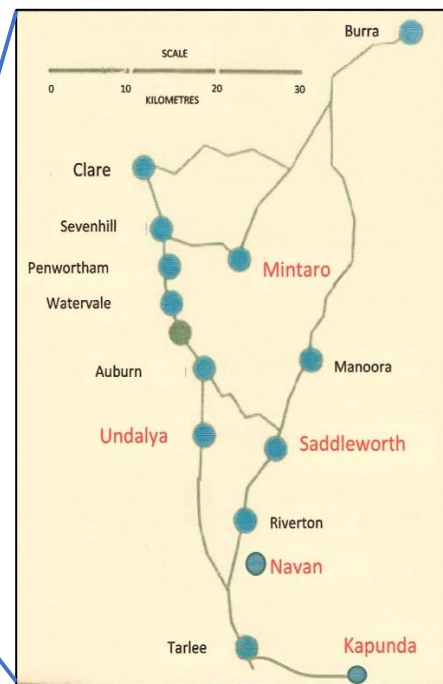 Burra
SCALE
0 10 20 30
KILOMETRES
Clare
Sevenhill
Penwortham
Mintaro
Watervale
Auburn
Manoora
Undalya
Saddleworth
Riverton
Navan
Tarlee
Kapunda